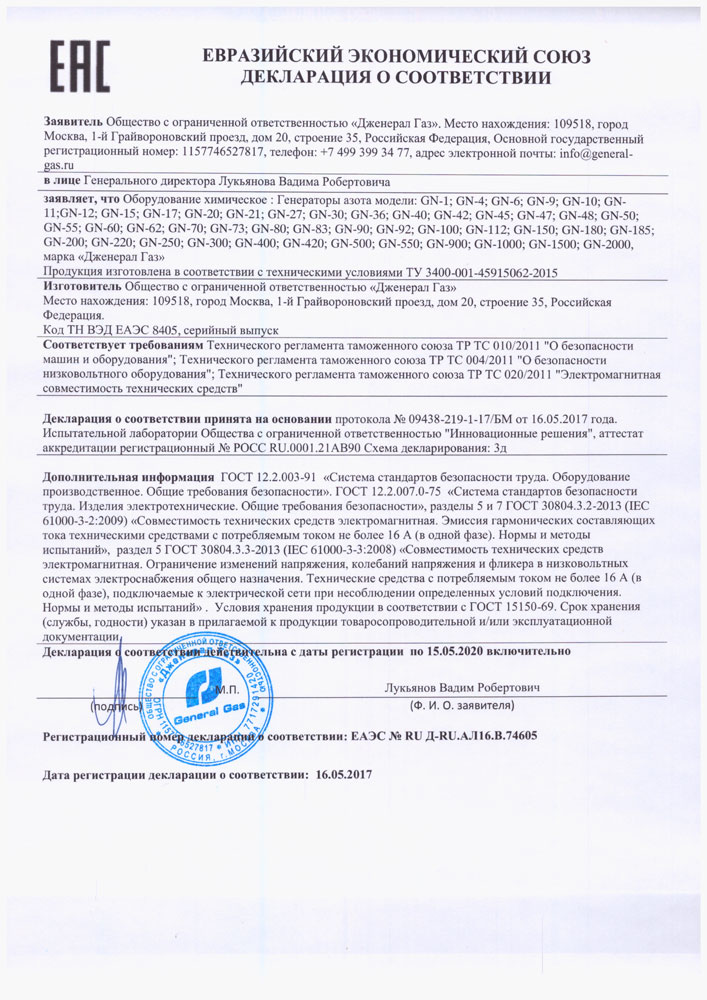 EAC
ЕВРАЗИЙСКИЙ ЭКОНОМИЧЕСКИЙ СОЮЗ
ДЕКЛАРАЦИЯ О СООТВЕТСТВИИ
Заявитель Общество с ограниченной ответственностью «Дженерал Газ». Место нахождения: 109518, город
Москва, 1-й Грайвороновский проезд, дом 20, строение 35, Российская Федерация, Основной государственный
регистрационный номер: 1157746527817, телефон: +7 499 399 34 77, адрес электронной почты: info@general-
gas.ru
в лице Генерального директора Лукьянова Вадима Робертовича
заявляет, что Оборудование химическое : Генераторы азота модели: GN-1; GN-4; GN-6; GN-9; GN-10; GN-
11;GN-12; GN-15; GN-17; GN-20; GN-21; GN-27; GN-30; GN-36; GN-40; GN-42; GN-45; GN-47; GN-48; GN-50;
GN-55; GN-60; GN-62; GN-70; GN-73; GN-80; GN-83; GN-90; GN-92; GN-100; GN-112; GN-150; GN-180; GN-185;
GN-200; GN-220; GN-250; GN-300; GN-400; GN-420; GN-500; GN-550; GN-900; GN-1000; GN-1500; GN-2000,
марка «Дженерал Газ»
Продукция изготовлена в соответствии с техническими условиями ТУ 3400-001-45915062-2015
Изготовитель Общество с ограниченной ответственностью «Дженерал Газ»
Место нахождения: 109518, город Москва, 1-й Грайвороновский проезд, дом 20, строение 35, Российская
Федерация.
Код ТН ВЭД ЕАЭС 8405, серийный выпуск
Соответствует требованиям Технического регламента таможенного союза ТР ТС 010/2011 "О безопасности
машин и оборудования"; Технического регламента таможенного союза ТР ТС 004/2011 "О безопасности
низковольтного оборудования"; Технического регламента таможенного союза ТР ТС 020/2011 "Электромагнитная
совместимость технических средств"
Декларация о соответствии принята на основании протокола № 09438-219-1-17/БМ от 16.05.2017 года.
Испытательной лаборатории Общества с ограниченной ответственностью "Инновационные решения", аттестат
аккредитации регистрационный № РОСС RU.0001.21АВ90 Схема декларирования: 3д
Дополнительная информация ГОСТ 12.2.003-91 «Система стандартов безопасности труда. Оборудование
производственное. Общие требования безопасности». ГОСТ 12.2.007.0-75 «Система стандартов безопасности
труда. Изделия электротехнические. Общие требования безопасности», разделы 5 и 7 ГОСТ 30804.3.2-2013 (IEC
61000-3-2:2009) «Совместимость технических средств электромагнитная. Эмиссия гармонических составляющих
тока техническими средствами с потребляемым током не более 16 А (в одной фазе). Нормы и методы
испытаний», раздел 5 ГОСТ 30804.3.3-2013 (IEC 61000-3-3:2008) «Совместимость технических средств
электромагнитная. Ограничение изменений напряжения, колебаний напряжения и фликера в низковольтных
системах электроснабжения общего назначения. Технические средства с потребляемым током не более 16 А (в
одной фазе), подключаемые к электрической сети при несоблюдении определенных условий подключения.
Нормы и методы испытаний» . Условия хранения продукции в соответствии с ГОСТ 15150-69. Срок хранения
(службы, годности) указан в прилагаемой к продукции товаросопроводительной и/или эксплуатационной
документации
Декларация о соответствии действительна с даты регистрации по 15.05.2020 включительно
ОБЩЕСТВО С ОГРАНИЧЕННОЙ ОТВЕТСТВЕННОСТЬЮ
«Дженерал Газ»
General Gas
РОССИЯ, г. МОСКВА
М.П.
Лукьянов Вадим Робертович
(подпись)
(Ф. И. О. заявителя)
Регистрационный номер декларации о соответствии: ЕАЭС № RU Д-RU.АЛ16.В.74605
Дата регистрации декларации о соответствии: 16.05.2017